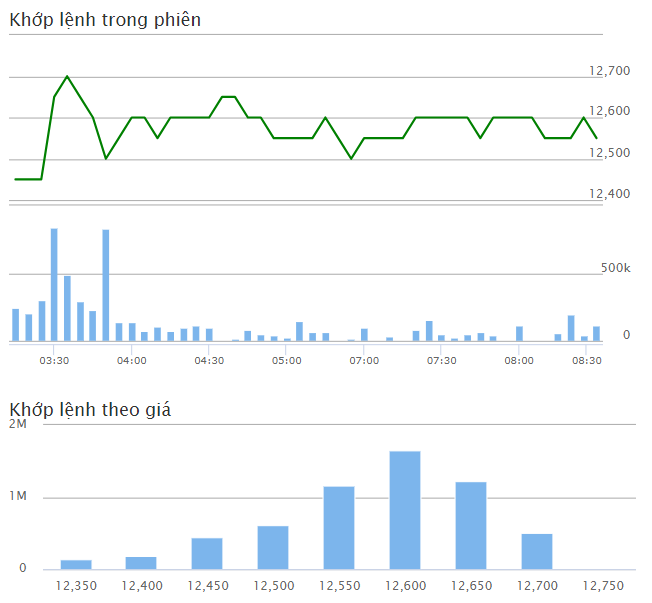 Khớp lệnh trong phiên
12,700
12,600
12,500
12,400
500k
0
03:30 04:00 04:30 05:00 07:00 07:30 08:00 08:30
Khớp lệnh theo giá
2M
1M
0
12,350 12,400 12,450 12,500 12,550 12,600 12,650 12,700 12,750